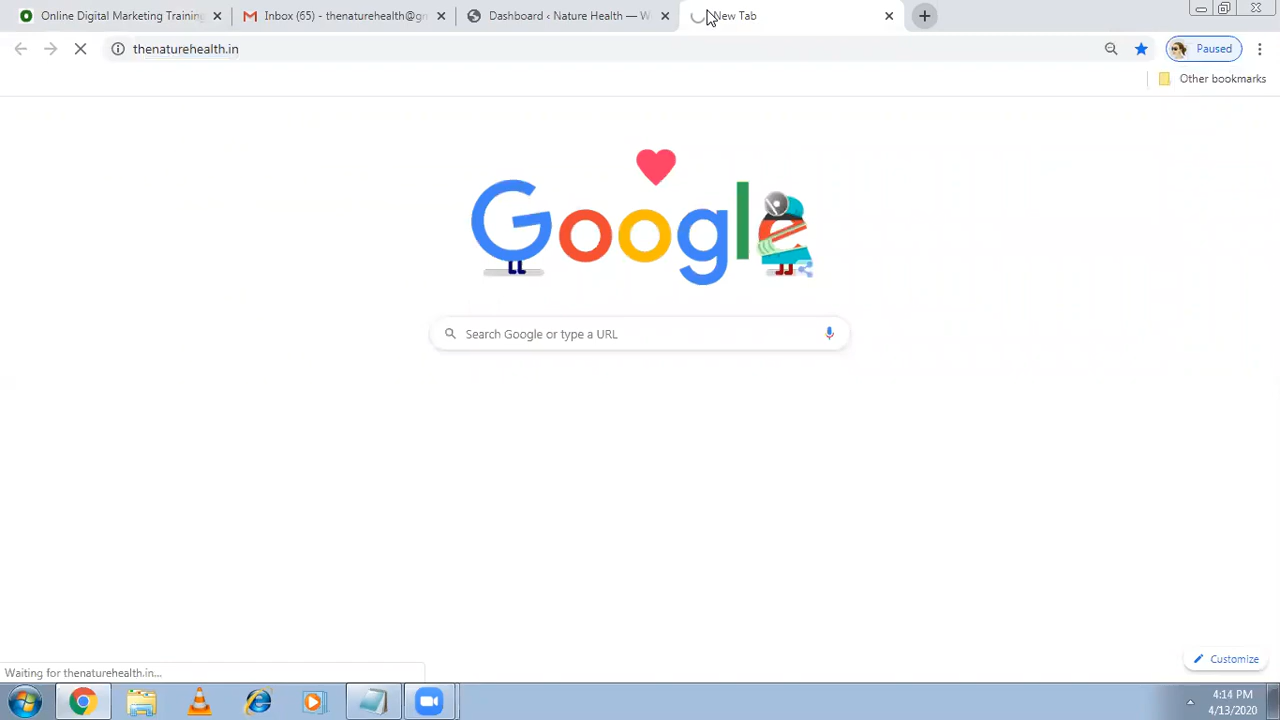 Online Digital Marketing Training
Inbox (65) - thenaturehealth@gm
Dashboard ‹ Nature Health — W
New Tab
thenaturehealth.in
Paused
Other bookmarks
Google
Search Google or type a URL
Customize
Waiting for thenaturehealth.in...
4:14 PM
4/13/2020